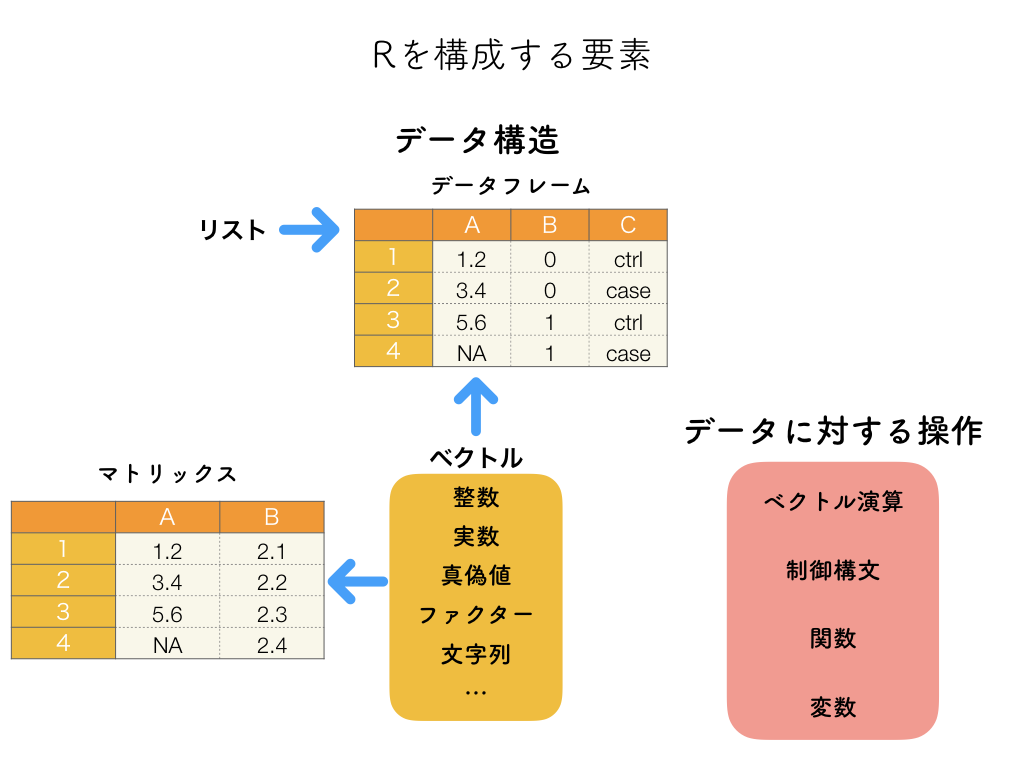 Rを構成する要素
データ構造
データフレーム
リスト
A B C
1 1.2 0 ctrl
2 3.4 0 case
3 5.6 1 ctrl
4 NA 1 case
ベクトル
整数
実数
真偽値
ファクター
文字列
…
マトリックス
A B
1 1.2 2.1
2 3.4 2.2
3 5.6 2.3
4 NA 2.4
データに対する操作
ベクトル演算
制御構文
関数
変数